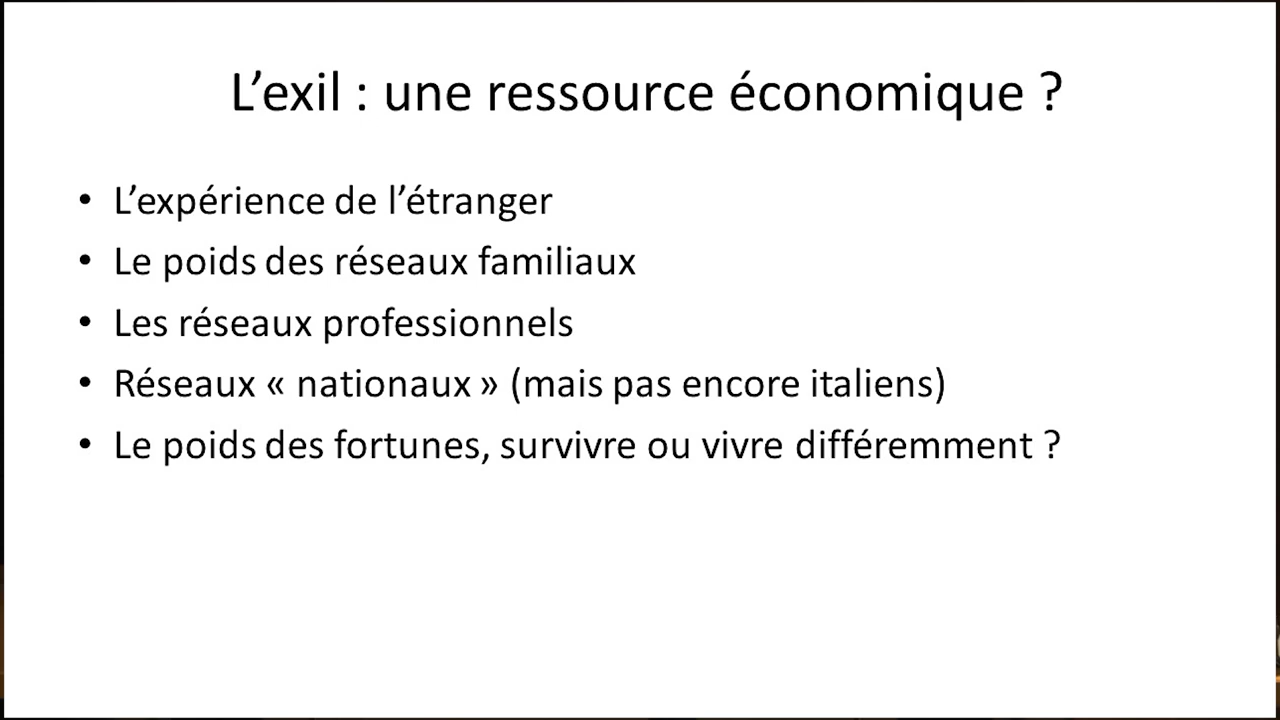 L’exil : une ressource économique ?
• L’expérience de l’étranger
• Le poids des réseaux familiaux
• Les réseaux professionnels
• Réseaux « nationaux » (mais pas encore italiens)
• Le poids des fortunes, survivre ou vivre différemment ?